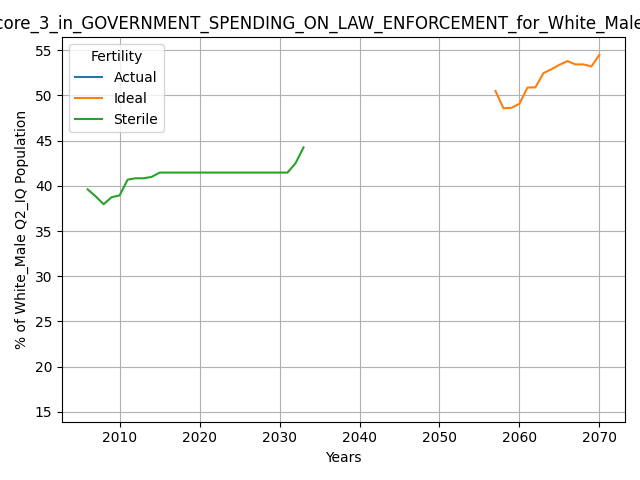 core_3_in_GOVERNMENT_SPENDING_ON_LAW_ENFORCEMENT_for_White_Male
Fertility
Actual
Ideal
Sterile
% of White_Male Q2_IQ Population
55
50
45
40
35
30
25
20
15
2010 2020 2030 2040 2050 2060 2070
Years